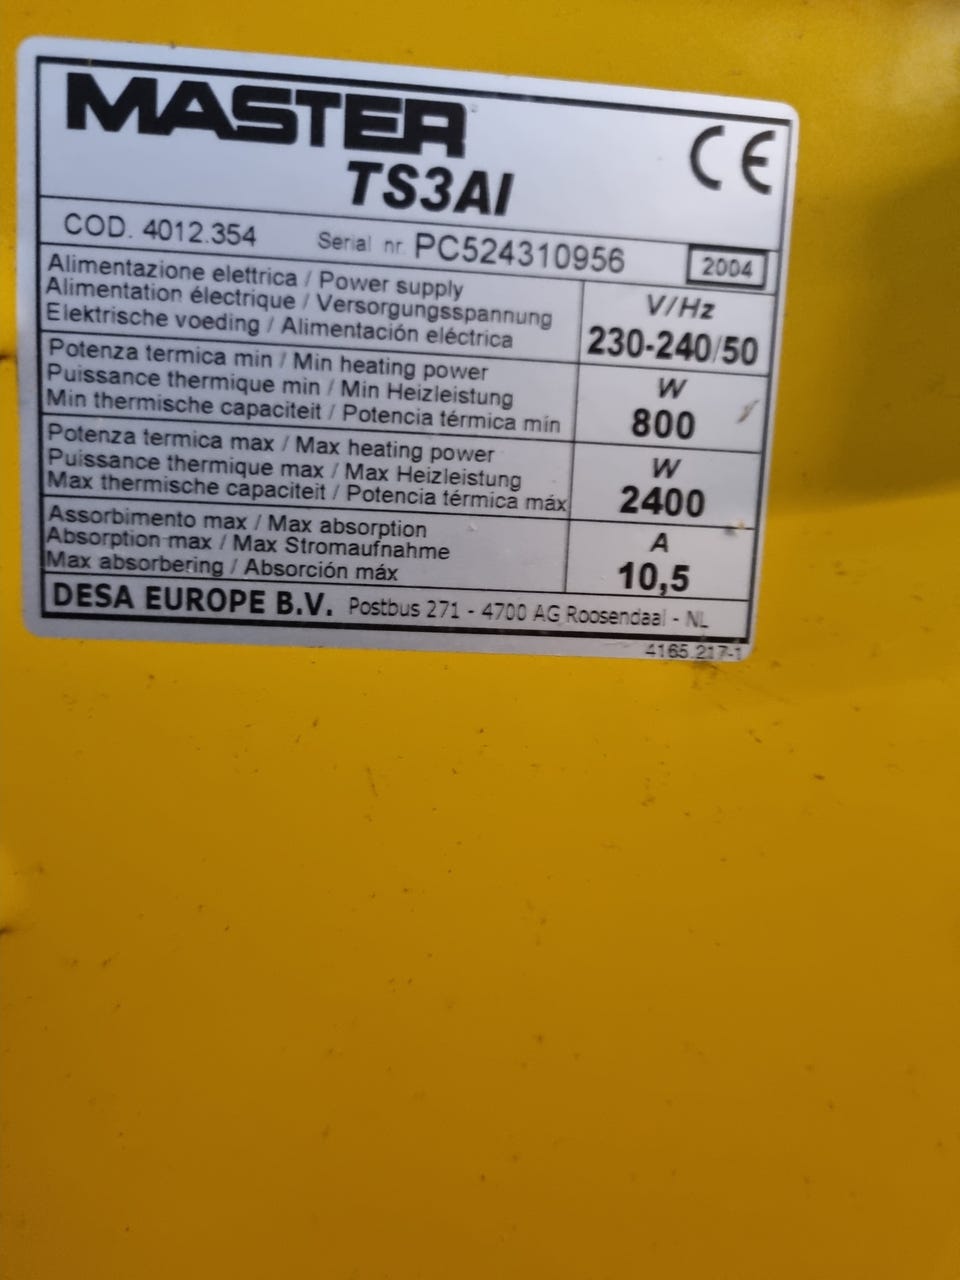 MASTER
TS3AI
CE
COD. 4012.354 Serial nr. PC524310956 2004
Alimentazione elettrica / Power supply
Alimentation électrique / Versorgungsspannung
Elektrische voeding / Alimentación eléctrica
V/Hz
230-240/50
Potenza termica min / Min heating power
Puissance thermique min / Min Heizleistung
Min thermische capaciteit / Potencia térmica mín
W
800
Potenza termica max / Max heating power
Puissance thermique max / Max Heizleistung
Max thermische capaciteit / Potencia térmica máx
W
2400
Assorbimento max / Max absorption
Absorption max / Max Stromaufnahme
Max absorbering / Absorción máx
A
10,5
DESA EUROPE B.V. Postbus 271 - 4700 AG Roosendaal - NL
4165.217-1